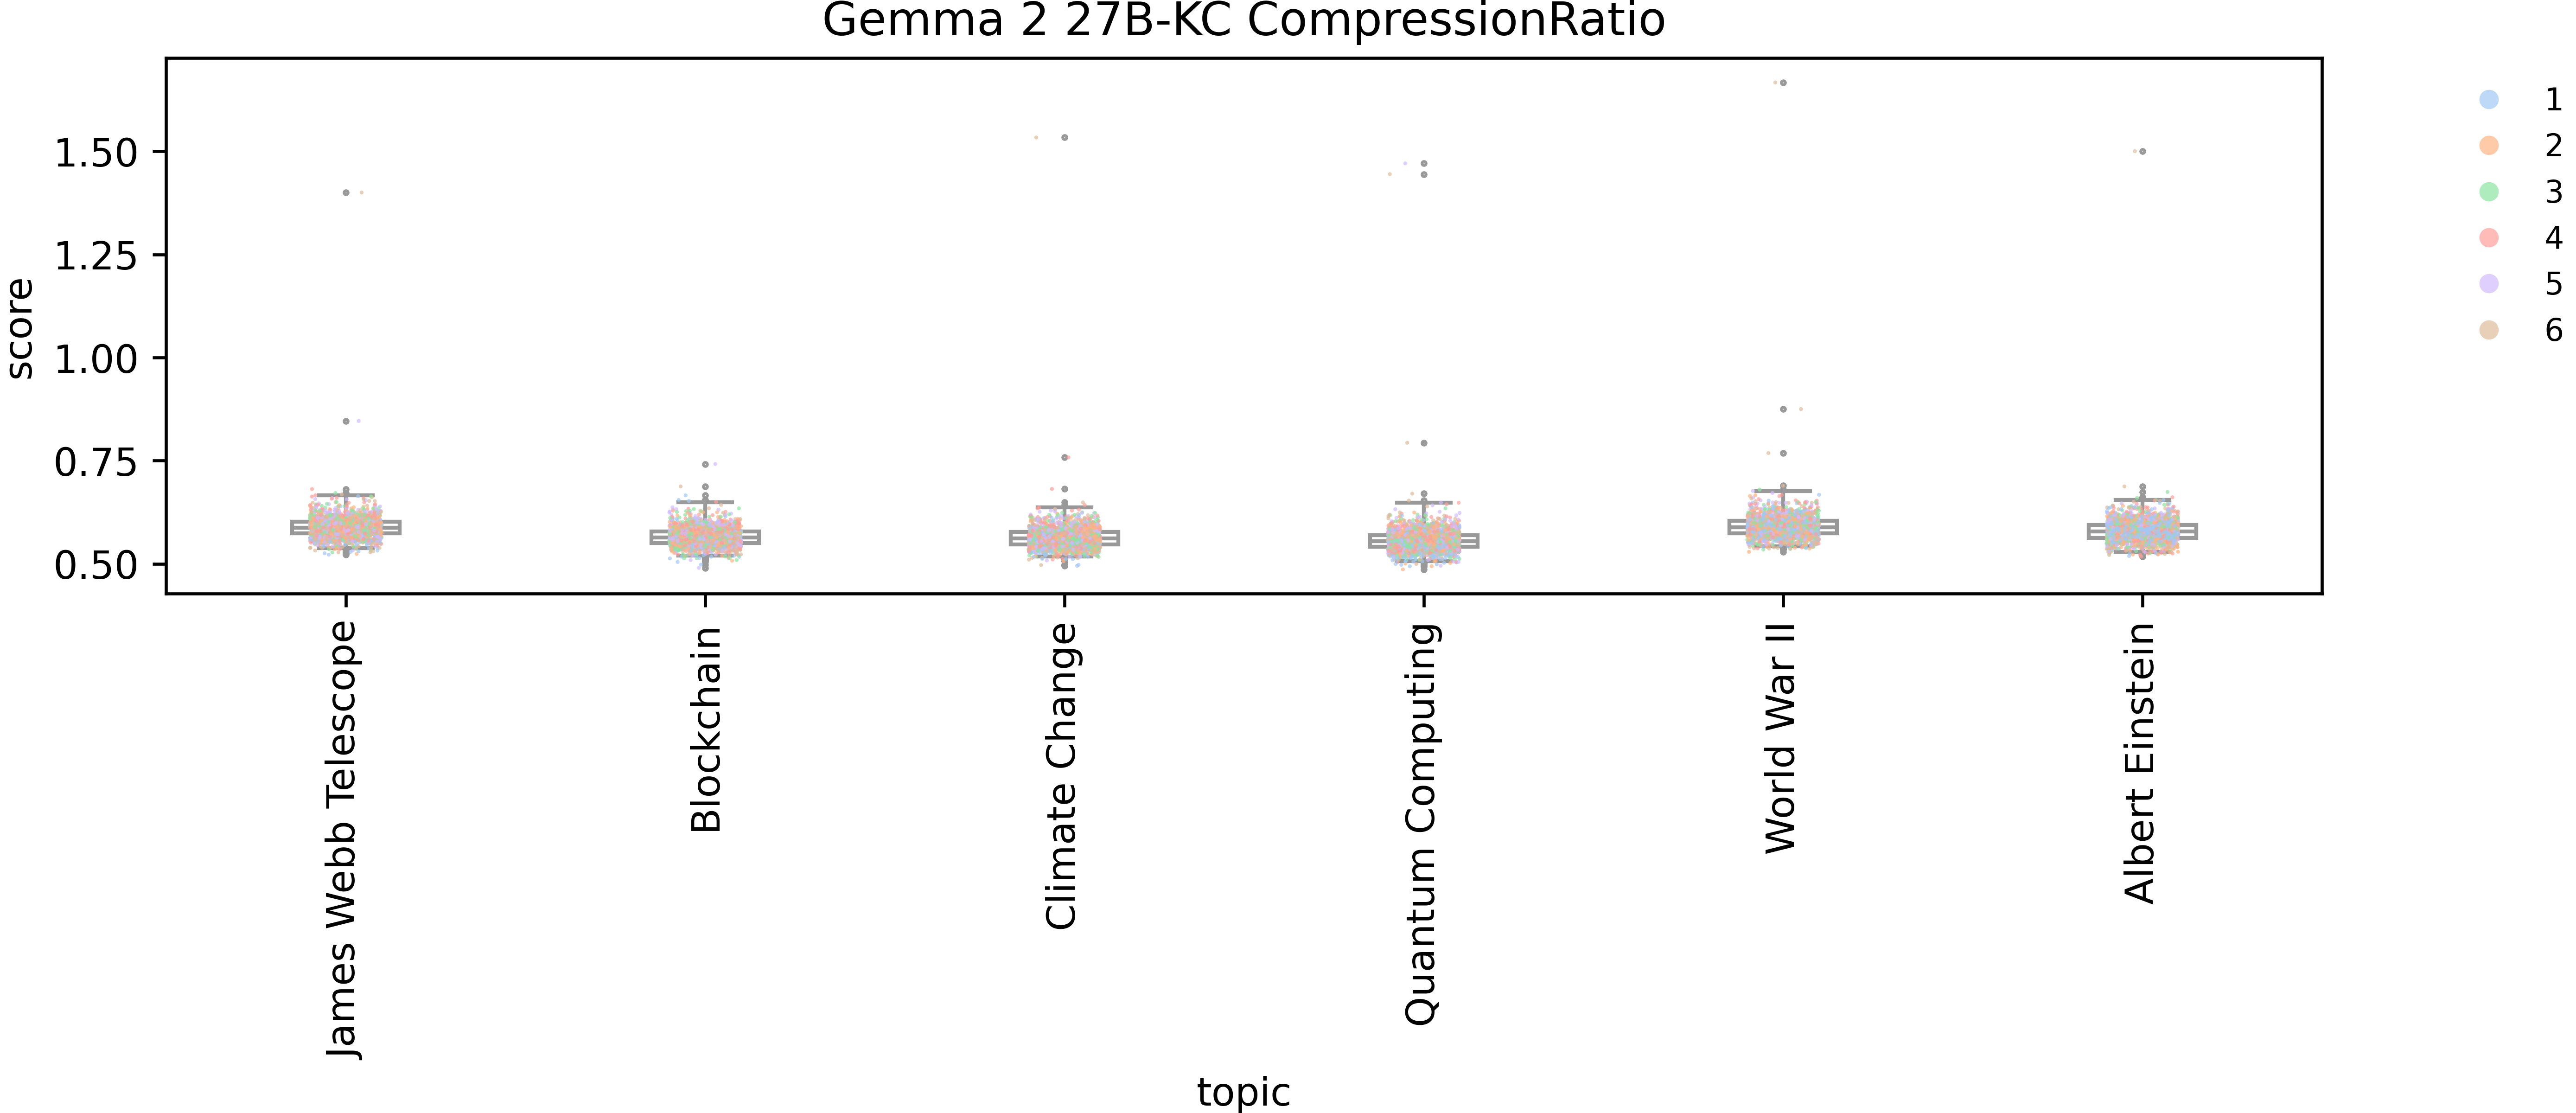 Gemma 2 27B-KC CompressionRatio
score
1.50
1.25
1.00
0.75
0.50
James Webb Telescope
Blockchain
Climate Change
Quantum Computing
World War II
Albert Einstein
topic
1
2
3
4
5
6